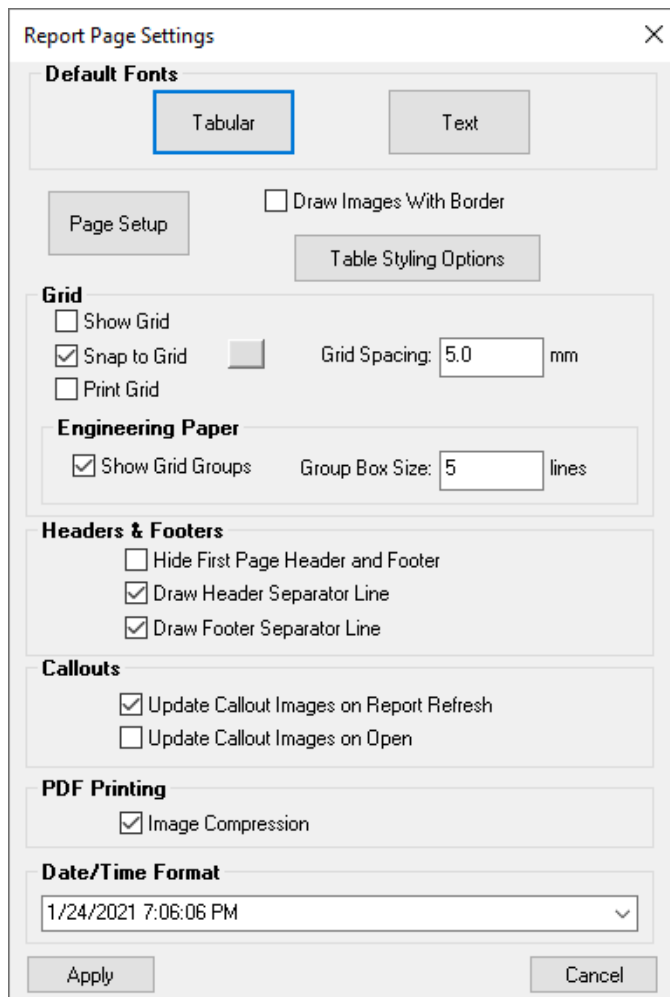 Report Page Settings
Default Fonts
Tabular
Text
Page Setup
Draw Images With Border
Table Styling Options
Grid
Show Grid
Snap to Grid
Grid Spacing: 5.0 mm
Print Grid
Engineering Paper
Show Grid Groups
Group Box Size: 5 lines
Headers & Footers
Hide First Page Header and Footer
Draw Header Separator Line
Draw Footer Separator Line
Callouts
Update Callout Images on Report Refresh
Update Callout Images on Open
PDF Printing
Image Compression
Date/Time Format
1/24/2021 7:06:06 PM
Apply
Cancel